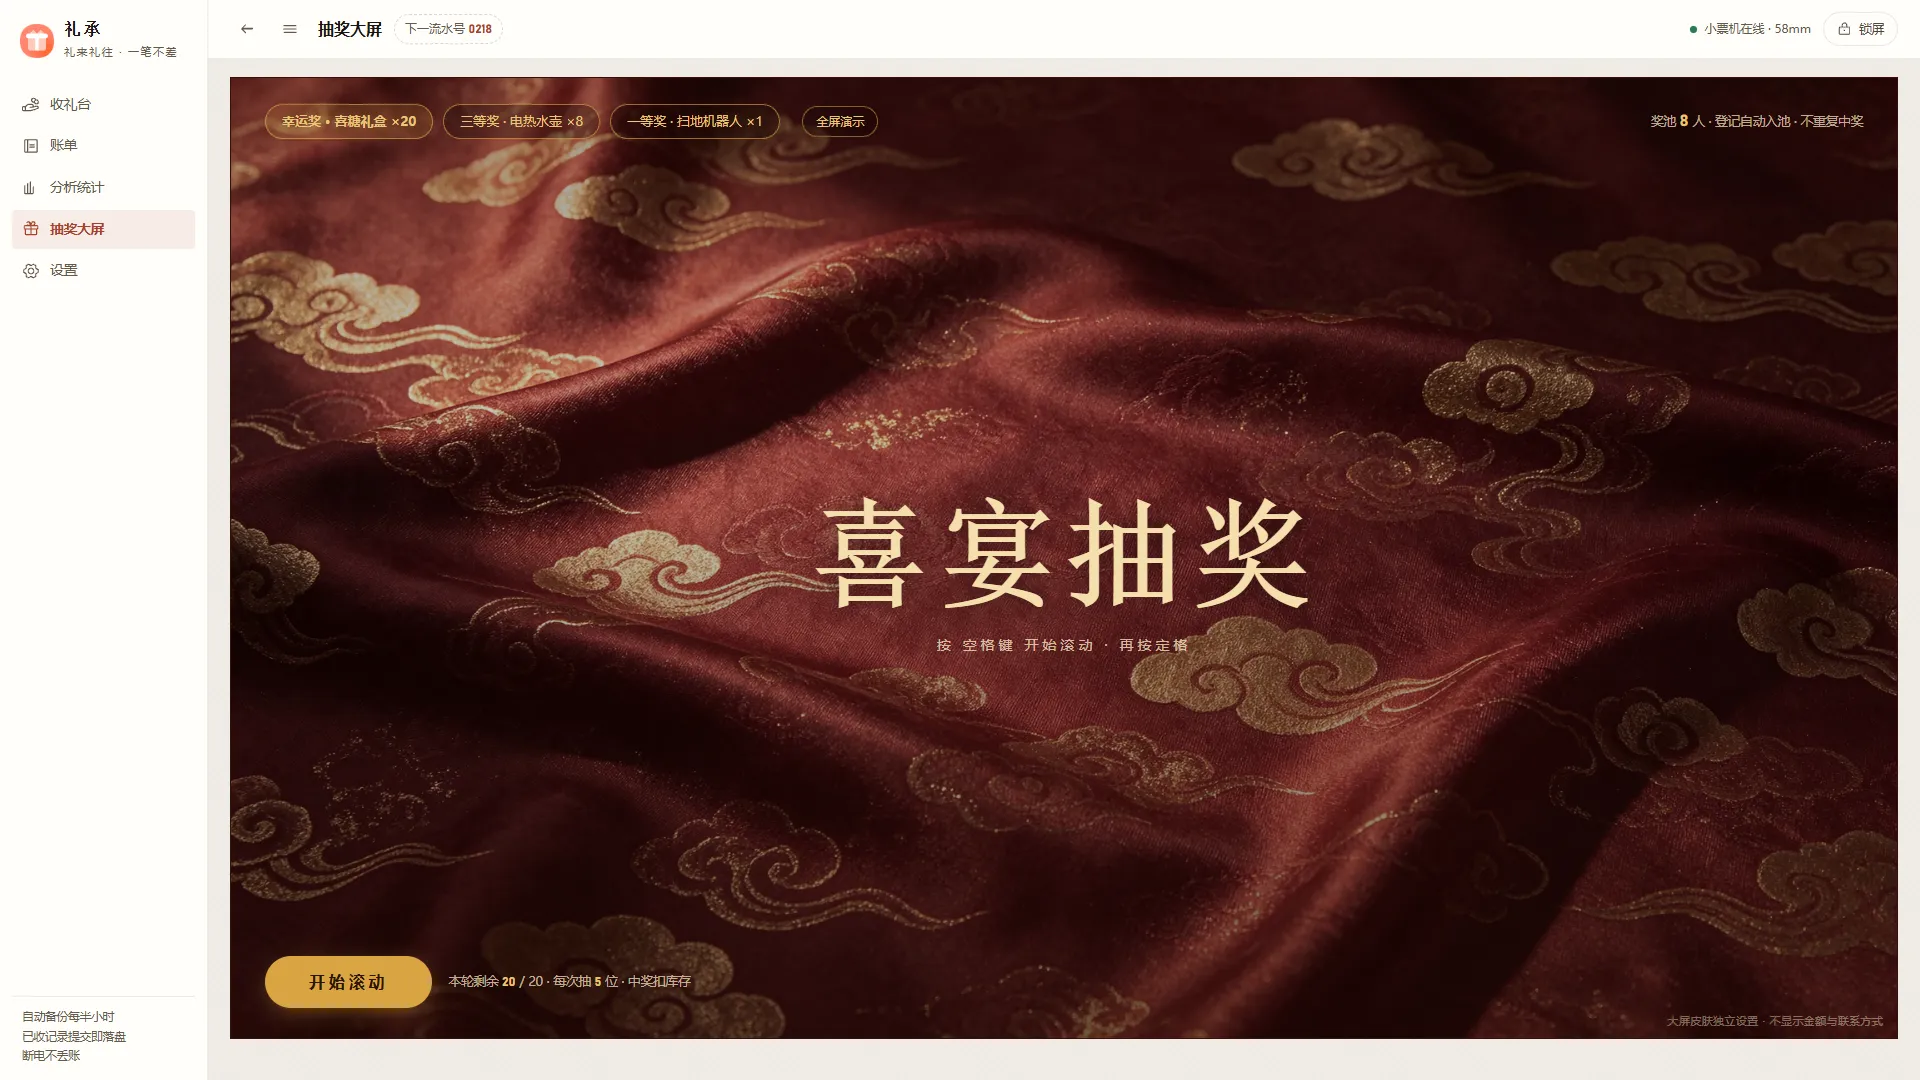 礼承
礼来礼往 · 一笔不差
收礼台
账单
分析统计
抽奖大屏
设置
自动备份每半小时
已收记录提交即落盘
断电不丢账
抽奖大屏
下一流水号 0218
小票机在线 · 58mm
锁屏
幸运奖 · 喜糖礼盒 ×20
三等奖 · 电热水壶 ×8
一等奖 · 扫地机器人 ×1
全屏演示
奖池 8 人 · 登记自动入池 · 不重复中奖
喜宴抽奖
按 空格键 开始滚动 · 再按定格
开始滚动
本轮剩余 20 / 20 · 每次抽 5 位 · 中奖扣库存
大屏皮肤独立设置 · 不显示金额与联系方式